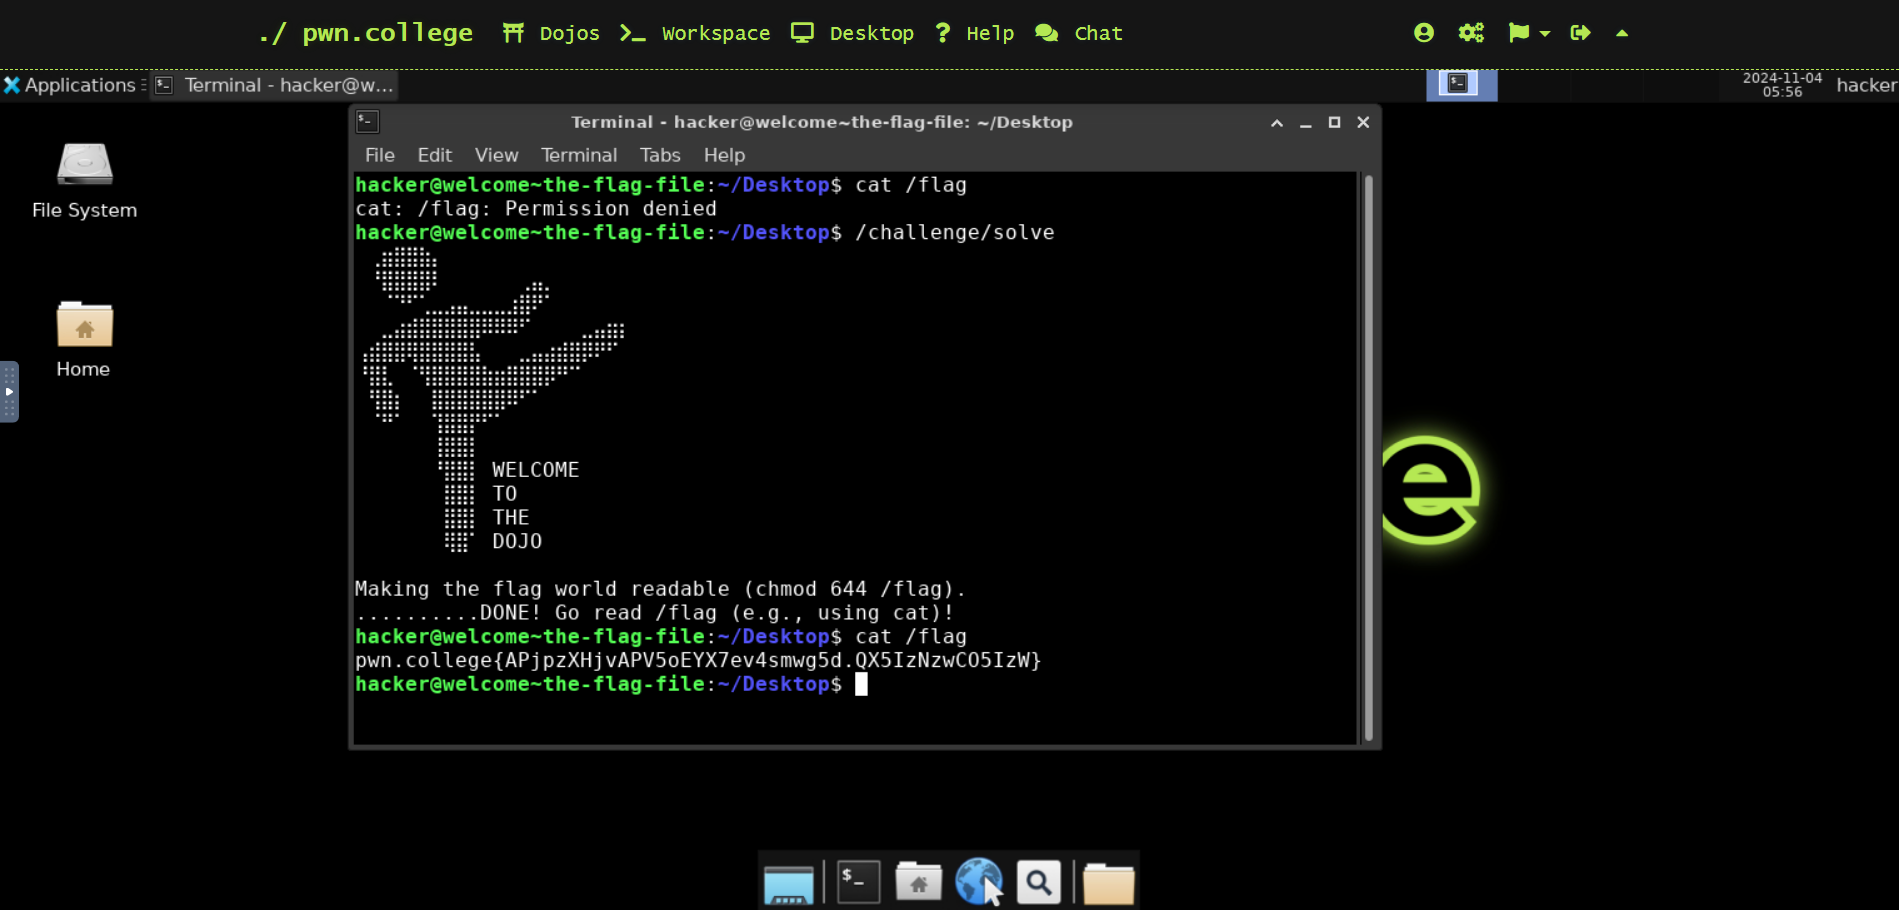 ./ pwn.college Dojos Workspace Desktop ? Help Chat
Applications Terminal - hacker@w... 2024-11-04 05:56 hacker
Terminal - hacker@welcome~the-flag-file: ~/Desktop
File Edit View Terminal Tabs Help
hacker@welcome~the-flag-file:~/Desktop$ cat /flag
cat: /flag: Permission denied
hacker@welcome~the-flag-file:~/Desktop$ /challenge/solve
WELCOME
TO
THE
DOJO
Making the flag world readable (chmod 644 /flag).
..........DONE! Go read /flag (e.g., using cat)!
hacker@welcome~the-flag-file:~/Desktop$ cat /flag
pwn.college{APjpzXHjvAPV5oEYX7ev4smwg5d.QX5IzNzwCO5IzW}
hacker@welcome~the-flag-file:~/Desktop$
File System
Home
e